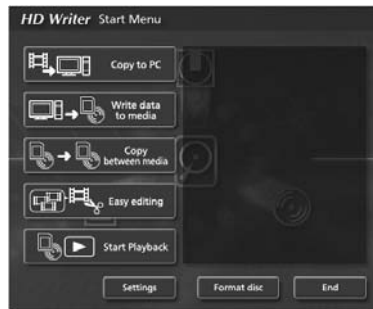 HD Writer Start Menu
Copy to PC
Write data
to media
Copy
between media
Easy editing
Start Playback
Settings
Format disc
End